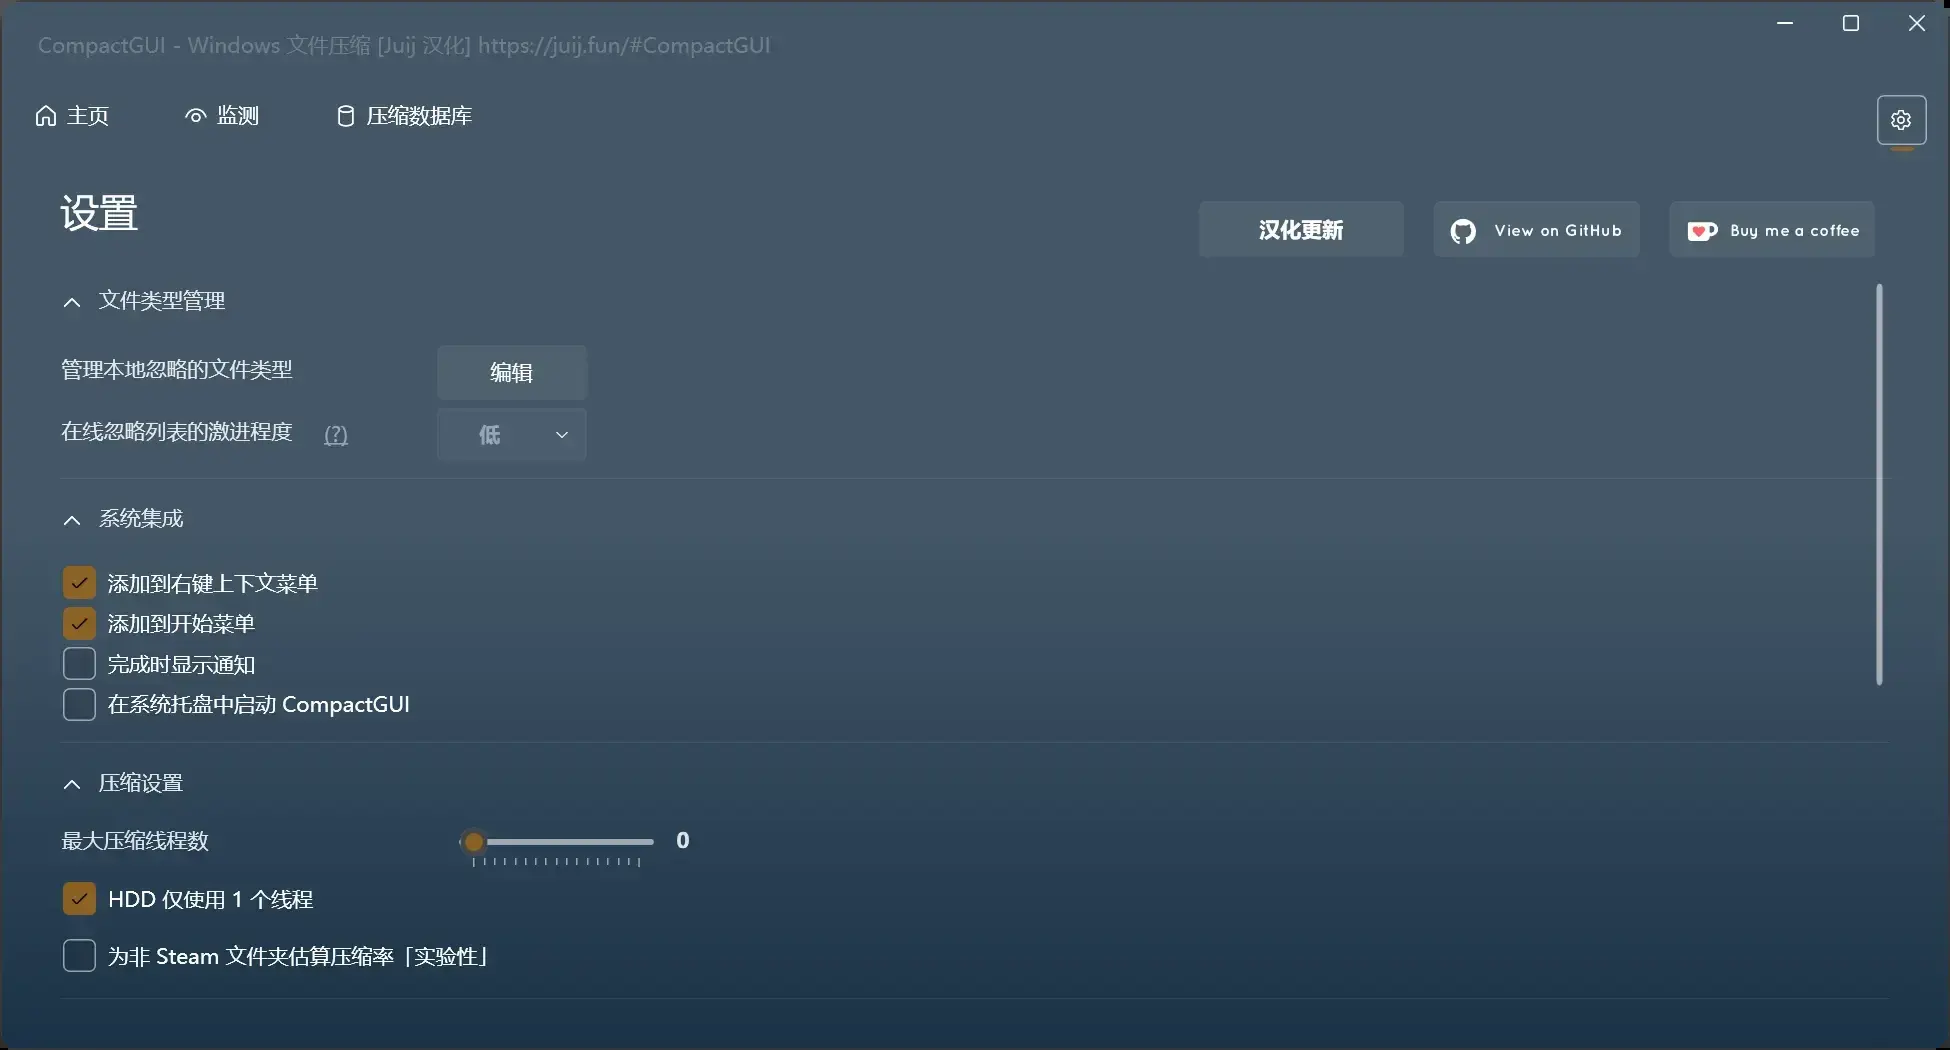 CompactGUI - Windows 文件压缩 [Juij 汉化] https://juij.fun/#CompactGUI
主页 监测 压缩数据库
设置
汉化更新 View on GitHub Buy me a coffee
文件类型管理
管理本地忽略的文件类型 编辑
在线忽略列表的激进程度 (?) 低
系统集成
添加到右键上下文菜单
添加到开始菜单
完成时显示通知
在系统托盘中启动 CompactGUI
压缩设置
最大压缩线程数 0
HDD 仅使用 1 个线程
为非 Steam 文件夹估算压缩率「实验性」